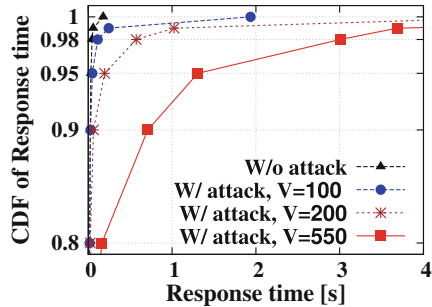 CDF of Response time
1
0.98
0.95
0.9
0.8
W/o attack
W/ attack, V=100
W/ attack, V=200
W/ attack, V=550
0 1 2 3 4
Response time [s]